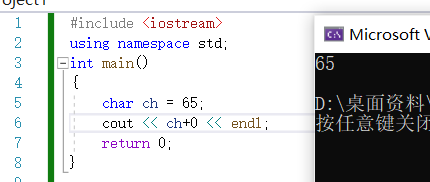 #include <iostream>
using namespace std;
int main()
{
char ch = 65;
cout << ch+0 << endl;
return 0;
}
1
2
3
4
5
6
7
8
Microsoft V
65
D:\桌面资料\
按任意键关闭